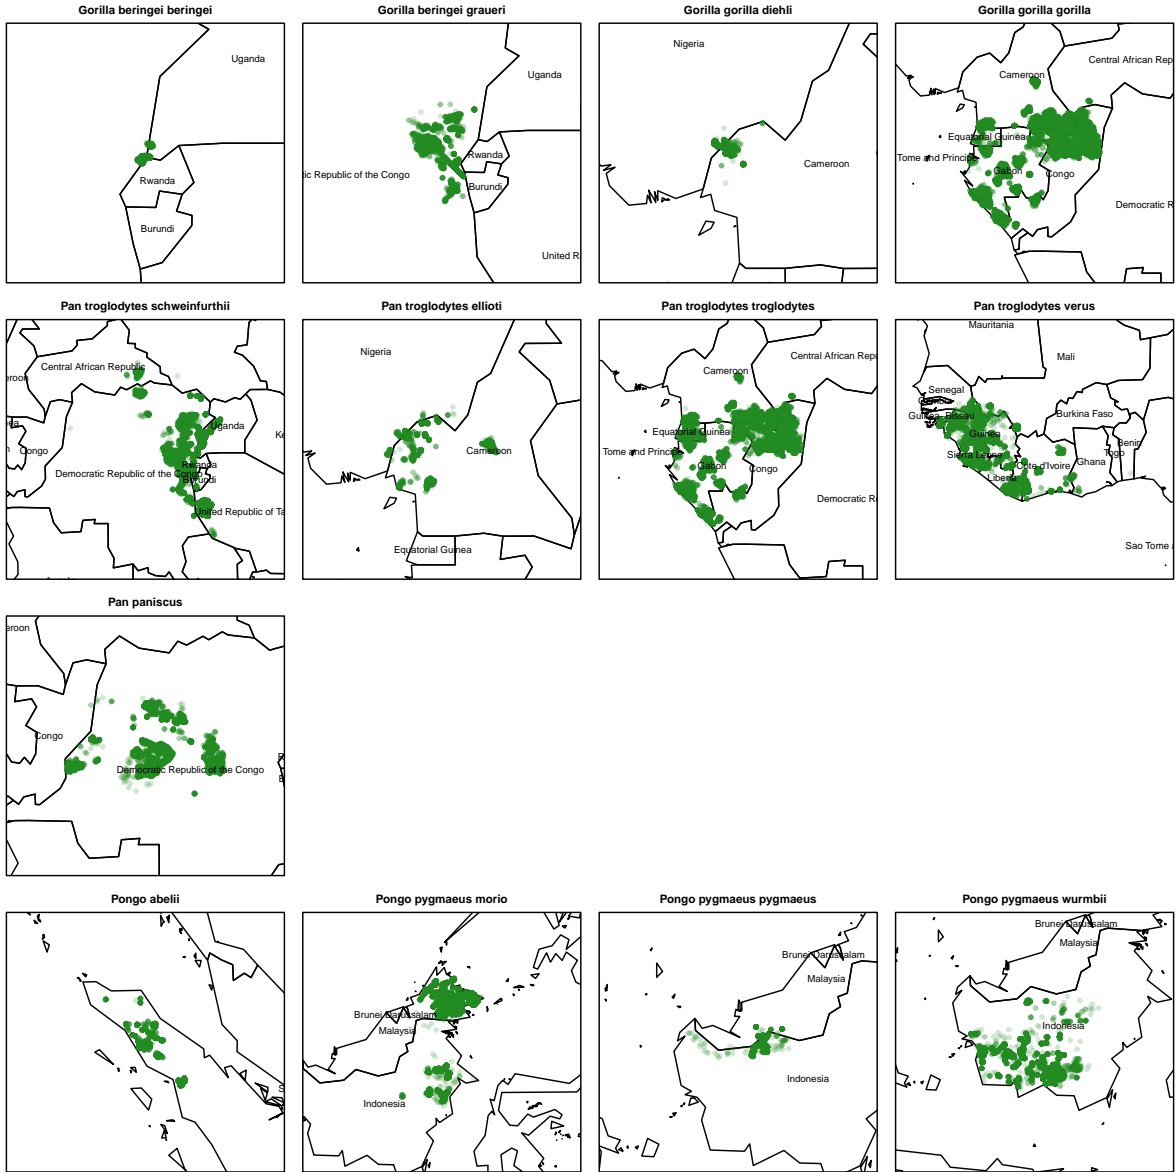 Gorilla beringei beringei
Uganda
Rwanda
Burundi
Gorilla beringei graueri
Uganda
Rwanda
tic Republic of the Congo
Burundi
United R
Gorilla gorilla diehli
Nigeria
Cameroon
Gorilla gorilla gorilla
Central African Rep
Cameroon
Equatorial Guinea
Tome and Principe
Gabon
Congo
Democratic R
Pan troglodytes schweinfurthii
Central African Republic
eroon
ea
Uganda
Ke
Congo
Rwanda
Democratic Republic of the Congo
Burundi
United Republic of Ta
Pan troglodytes ellioti
Nigeria
Cameroon
Equatorial Guinea
Pan troglodytes troglodytes
Central African Repu
Cameroon
Equatorial Guinea
Tome and Principe
Gabon
Congo
Democratic Re
Pan troglodytes verus
Mauritania
Mali
Senegal
Gambia
Guinea-Bissau
Burkina Faso
Guinea
Benin
Togo
Sierra Leone
Cote d'Ivoire
Ghana
Liberia
Sao Tome a
Pan paniscus
eroon
Congo
Democratic Republic of the Congo
R
B
Pongo abelii
Pongo pygmaeus morio
Brunei Darussalam
Malaysia
Indonesia
Pongo pygmaeus pygmaeus
Brunei Darussalam
Malaysia
Indonesia
Pongo pygmaeus wurmbii
Brunei Darussalam
Malaysia
Indonesia